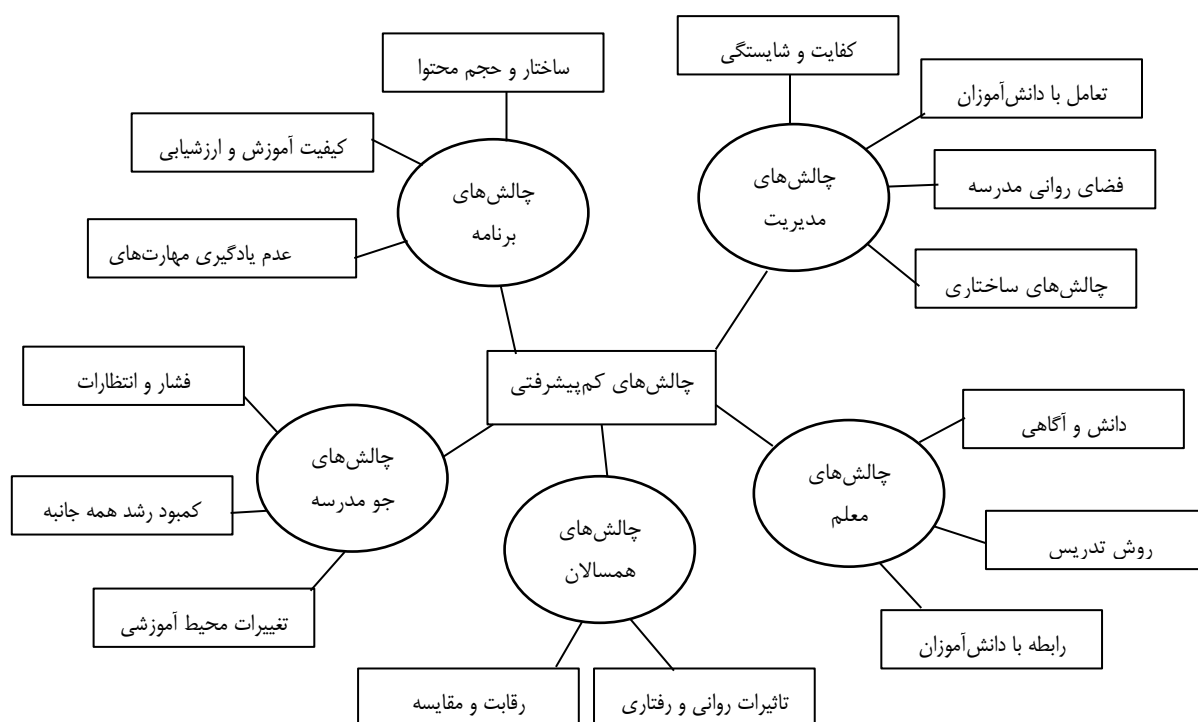 کفایت و شایستگی
ساختار و حجم محتوا
تعامل با دانش‌آموزان
کیفیت آموزش و ارزشیابی
فضای روانی مدرسه
چالش‌های
مدیریت
چالش‌های
برنامه
عدم یادگیری مهارت‌های
چالش‌های ساختاری
چالش‌های کم‌پیشرفتی
فشار و انتظارات
دانش و آگاهی
چالش‌های
جو مدرسه
چالش‌های
معلم
کمبود رشد همه جانبه
چالش‌های
همسالان
روش تدریس
تغییرات محیط آموزشی
رابطه با دانش‌آموزان
تاثیرات روانی و رفتاری
رقابت و مقایسه